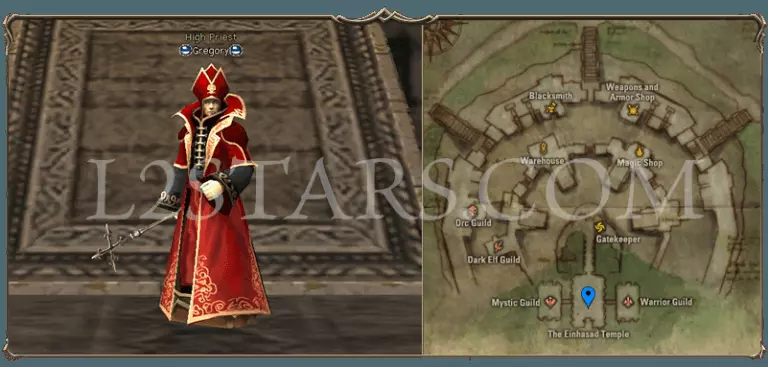 High Priest
Gregory
L2STARS.COM
Blacksmith
Weapons and
Armor Shop
Warehouse
Magic Shop
Orc Guild
Gatekeeper
Dark Elf Guild
Mystic Guild
Warrior Guild
The Einhasad Temple